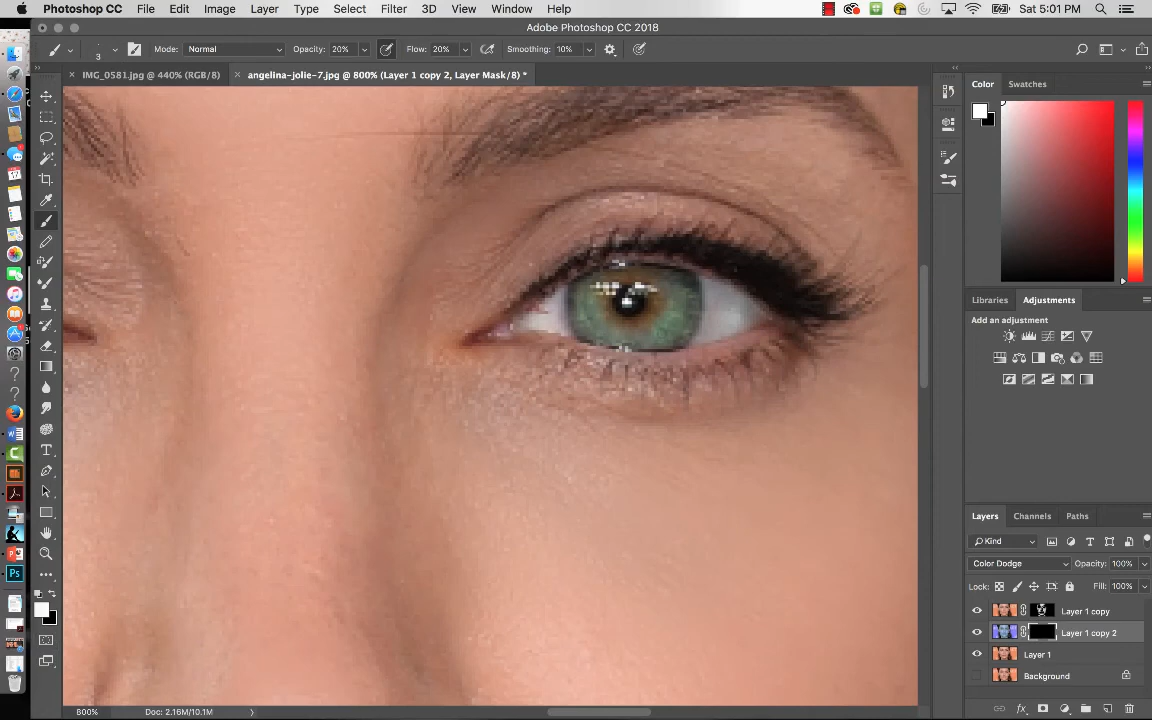 Photoshop CC File Edit Image Layer Type Select Filter 3D View Window Help Sat 5:01 PM
Adobe Photoshop CC 2018
3 Mode: Normal Opacity: 20% Flow: 20% Smoothing: 10%
IMG_0581.jpg @ 440% (RGB/8) angelina-jolie-7.jpg @ 800% (Layer 1 copy 2, Layer Mask/8) *
Color Swatches
Libraries Adjustments
Add an adjustment
Layers Channels Paths
Kind
Color Dodge Opacity: 100%
Lock: Fill: 100%
Layer 1 copy
Layer 1 copy 2
Layer 1
Background
800% Doc: 2.16M/10.1M